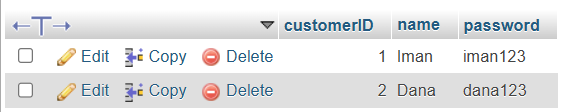 customerID name password
Edit Copy Delete 1 Iman iman123
Edit Copy Delete 2 Dana dana123